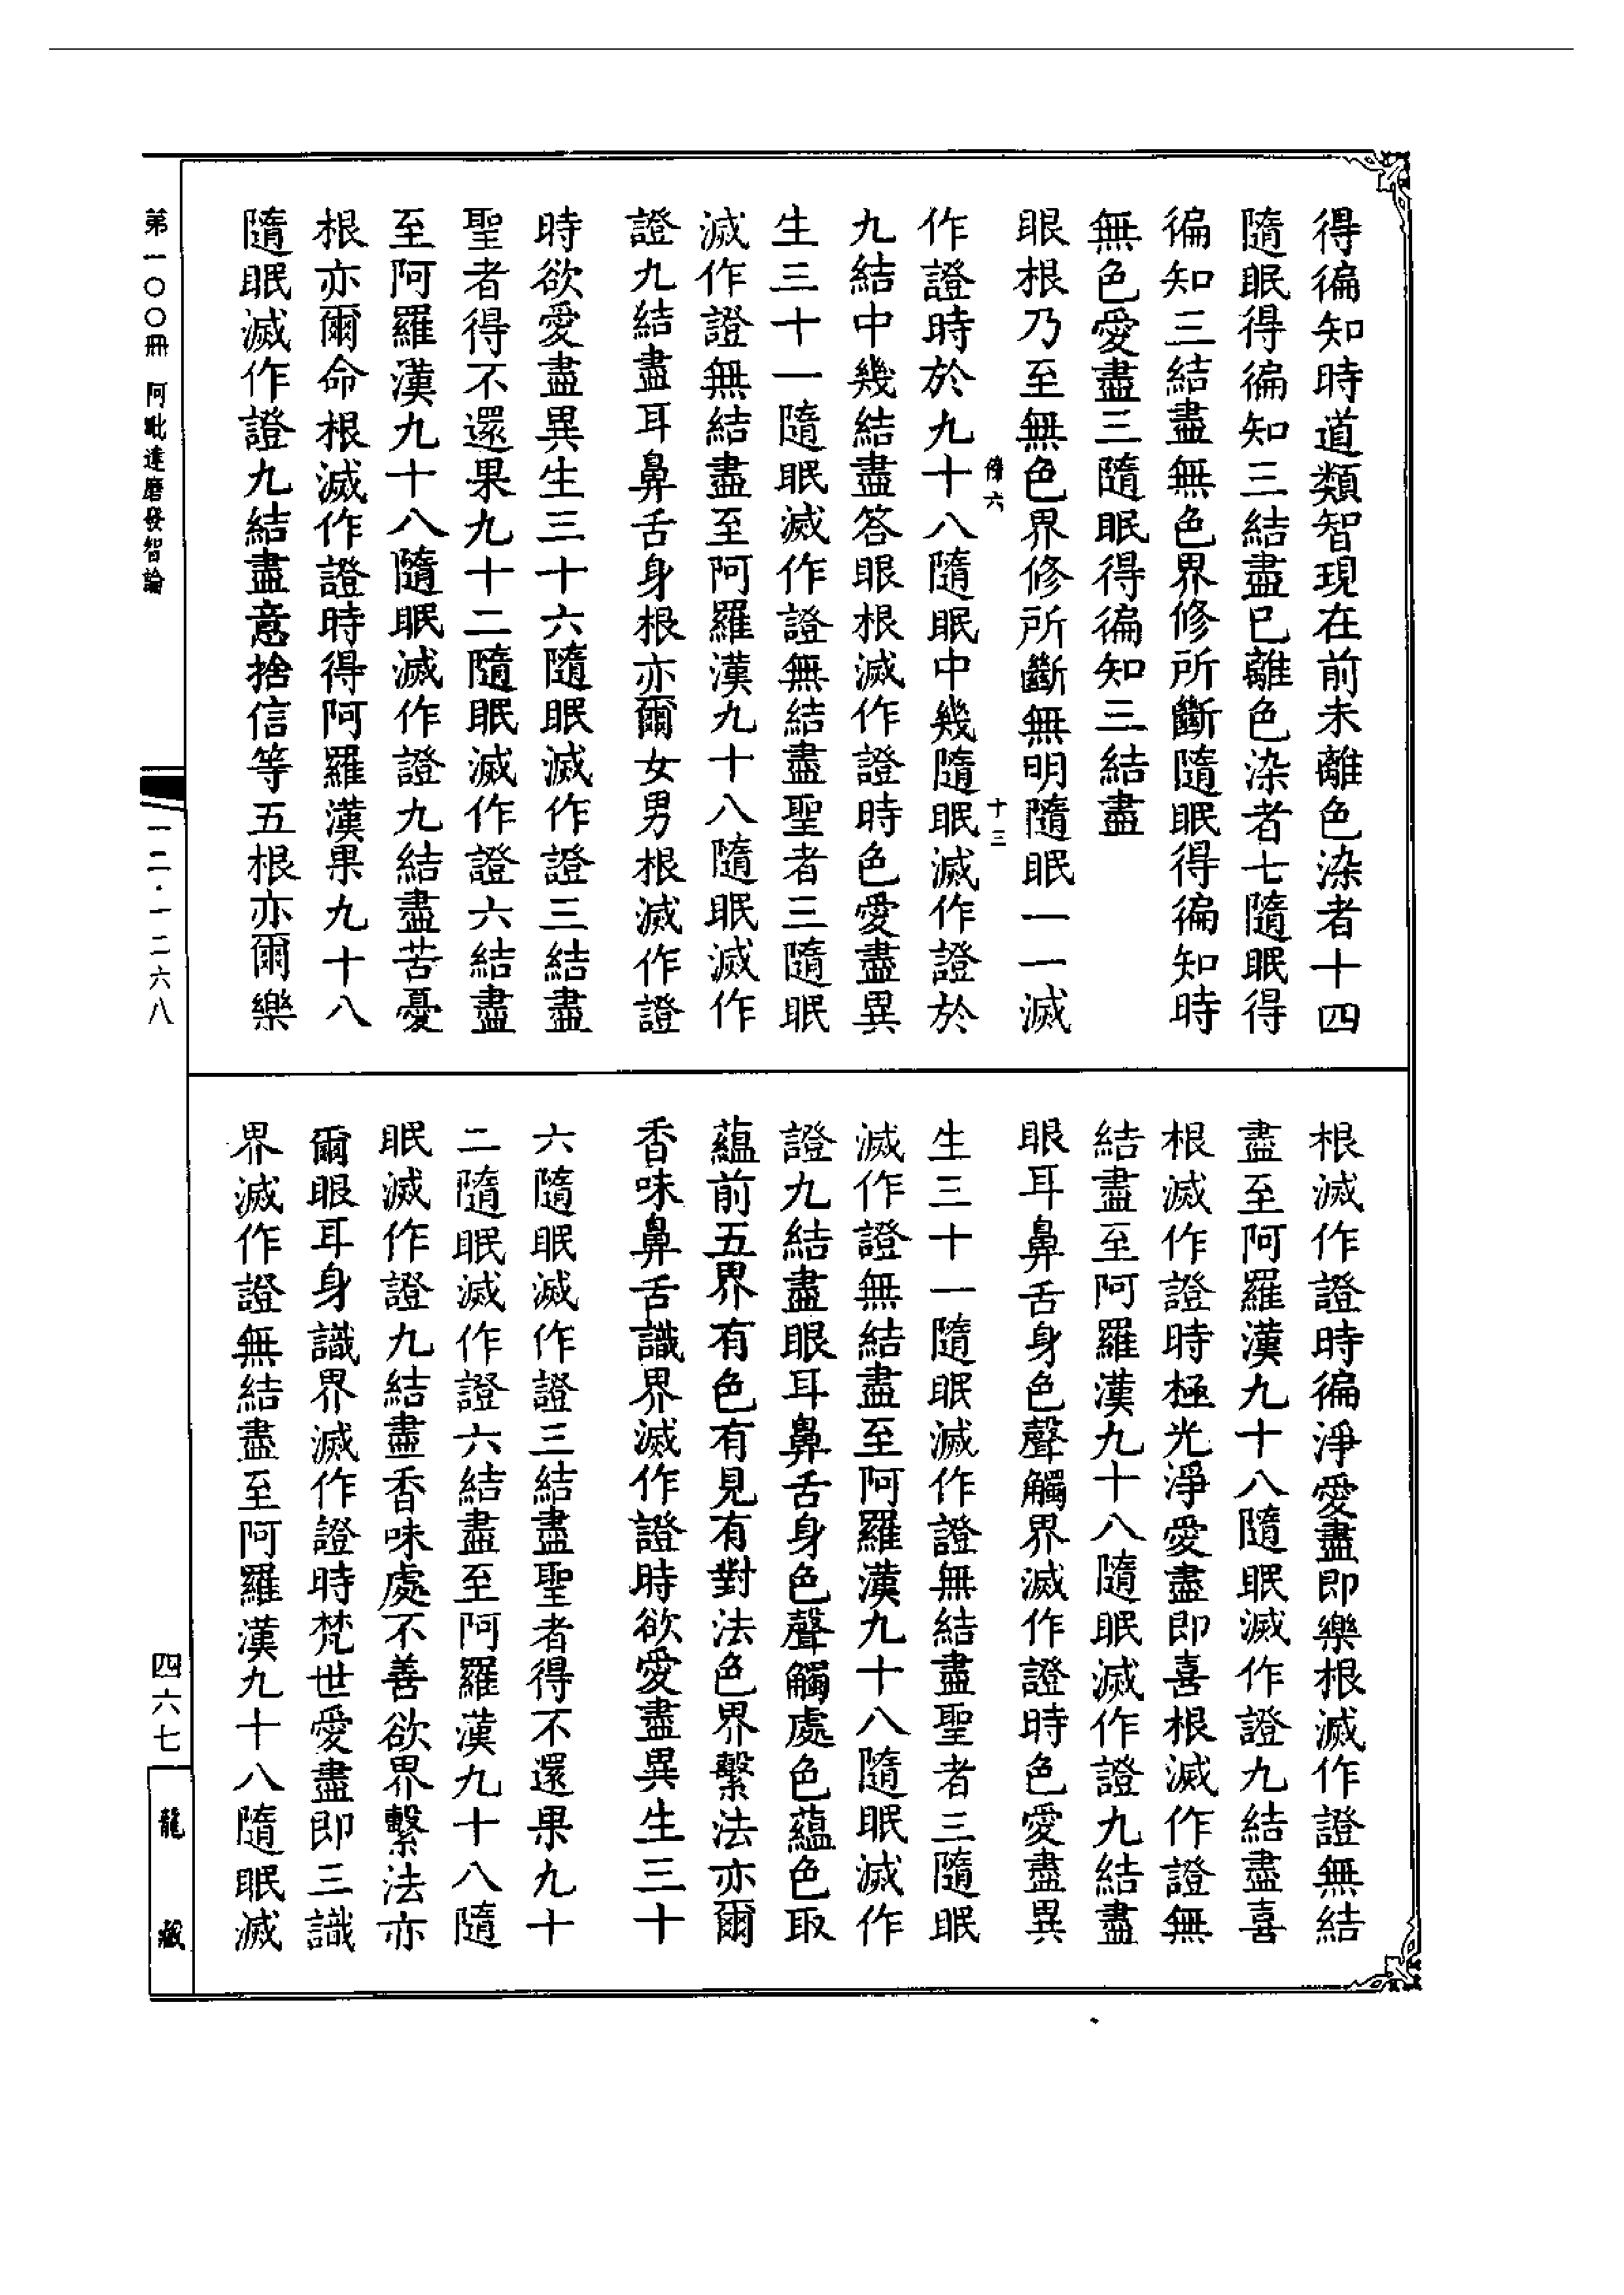 得徧知時道類智現在前未離色染者十四
隨眠得徧知三結盡已離色染者七隨眠得
徧知三結盡無色界修所斷隨眠得徧知時
無色愛盡三隨眠得徧知三結盡
眼根乃至無色界修所斷無明隨眠一一滅
作證時於九十八隨眠中幾隨眠滅作證於
九結中幾結盡答眼根滅作證時色愛盡異
生三十一隨眠滅作證無結盡聖者三隨眠
滅作證無結盡至阿羅漢九十八隨眠滅作
證九結盡耳鼻舌身根亦爾女男根滅作證
時欲愛盡異生三十六隨眠滅作證三結盡
聖者得不還果九十二隨眠滅作證六結盡
至阿羅漢九十八隨眠滅作證九結盡苦憂
根亦爾命根滅作證時得阿羅漢果九十八
隨眠滅作證九結盡意捨信等五根亦爾樂
十三
根滅作證時徧淨愛盡即樂根滅作證無結
盡至阿羅漢九十八隨眠滅作證九結盡喜
根滅作證時極光淨愛盡即喜根滅作證無
結盡至阿羅漢九十八隨眠滅作證九結盡
眼耳鼻舌身色聲觸界滅作證時色愛盡異
生三十一隨眠滅作證無結盡聖者三隨眠
滅作證無結盡至阿羅漢九十八隨眠滅作
證九結盡眼耳鼻舌身色聲觸處色蘊色取
蘊前五界有色有見有對法色界繫法亦爾
香味鼻舌識界滅作證時欲愛盡異生三十
六隨眠滅作證三結盡聖者得不還果九十
二隨眠滅作證六結盡至阿羅漢九十八隨
眠滅作證九結盡香味處不善欲界繫法亦
爾眼耳身識界滅作證時梵世愛盡即三識
界滅作證無結盡至阿羅漢九十八隨眠滅
第一〇〇冊 阿毗達磨發智論
一二·一二六八
四六七
龍藏